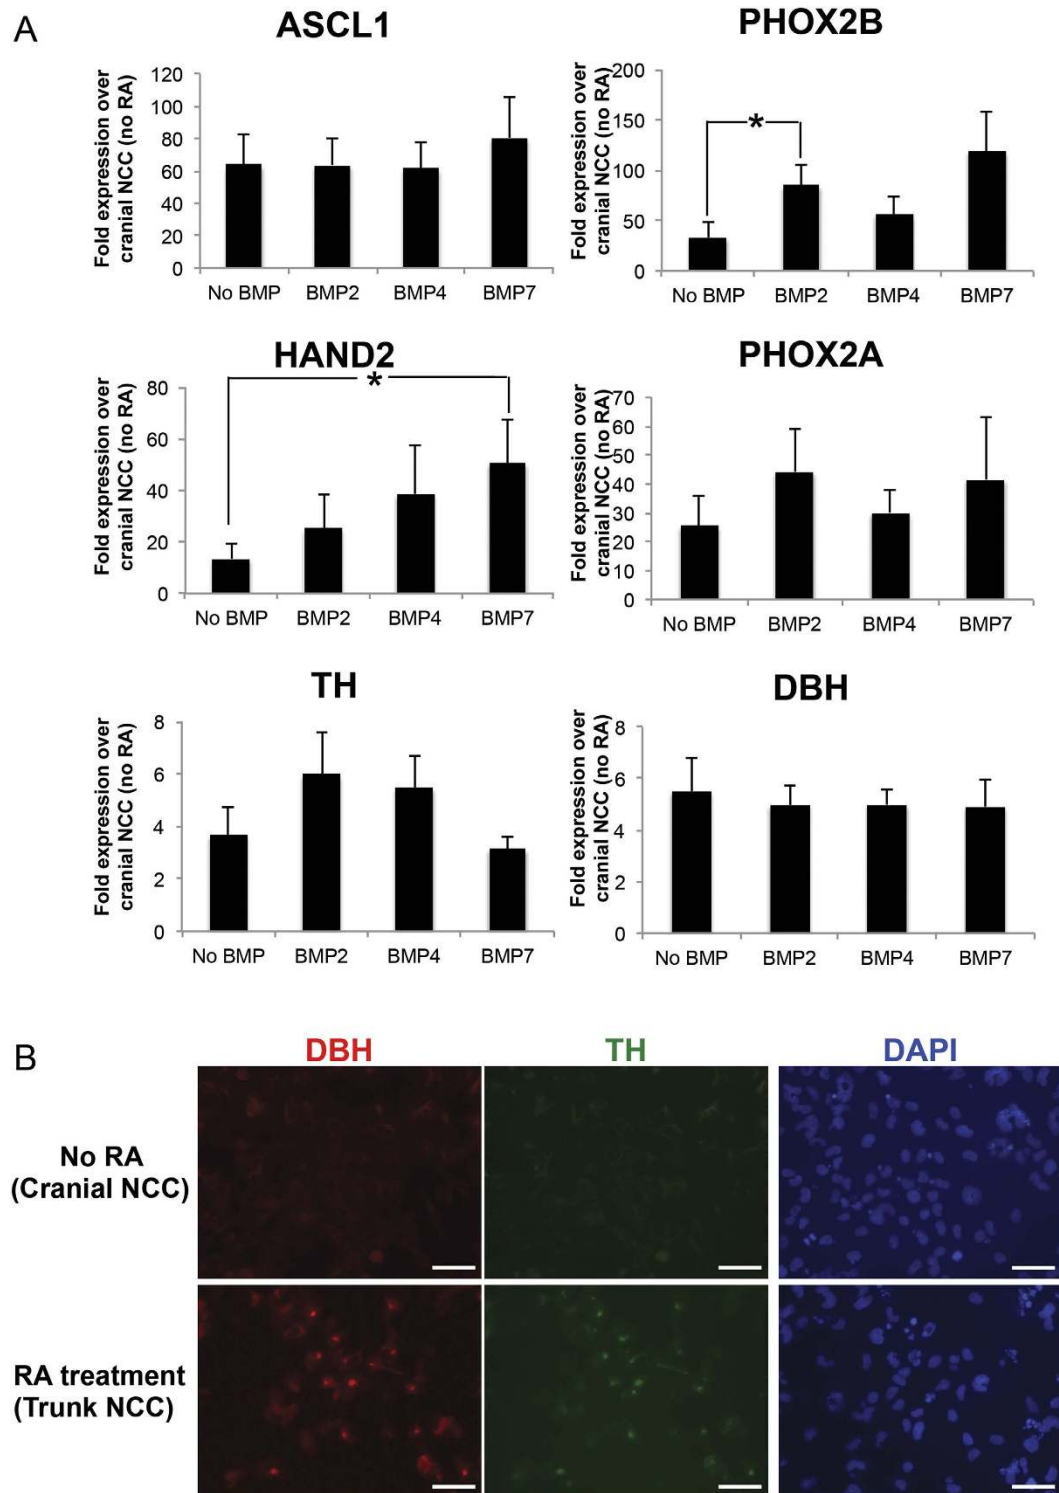 A
ASCL1
Fold expression over
cranial NCC (no RA)
120
100
80
60
40
20
0
No BMP BMP2 BMP4 BMP7
PHOX2B
Fold expression over
cranial NCC (no RA)
200
150
100
50
0
*
No BMP BMP2 BMP4 BMP7
HAND2
Fold expression over
cranial NCC (no RA)
80
60
40
20
0
*
No BMP BMP2 BMP4 BMP7
PHOX2A
Fold expression over
cranial NCC (no RA)
70
60
50
40
30
20
10
0
No BMP BMP2 BMP4 BMP7
TH
Fold expression over
cranial NCC (no RA)
8
6
4
2
0
No BMP BMP2 BMP4 BMP7
DBH
Fold expression over
cranial NCC (no RA)
8
6
4
2
0
No BMP BMP2 BMP4 BMP7
B
DBH TH DAPI
No RA
(Cranial NCC)
RA treatment
(Trunk NCC)